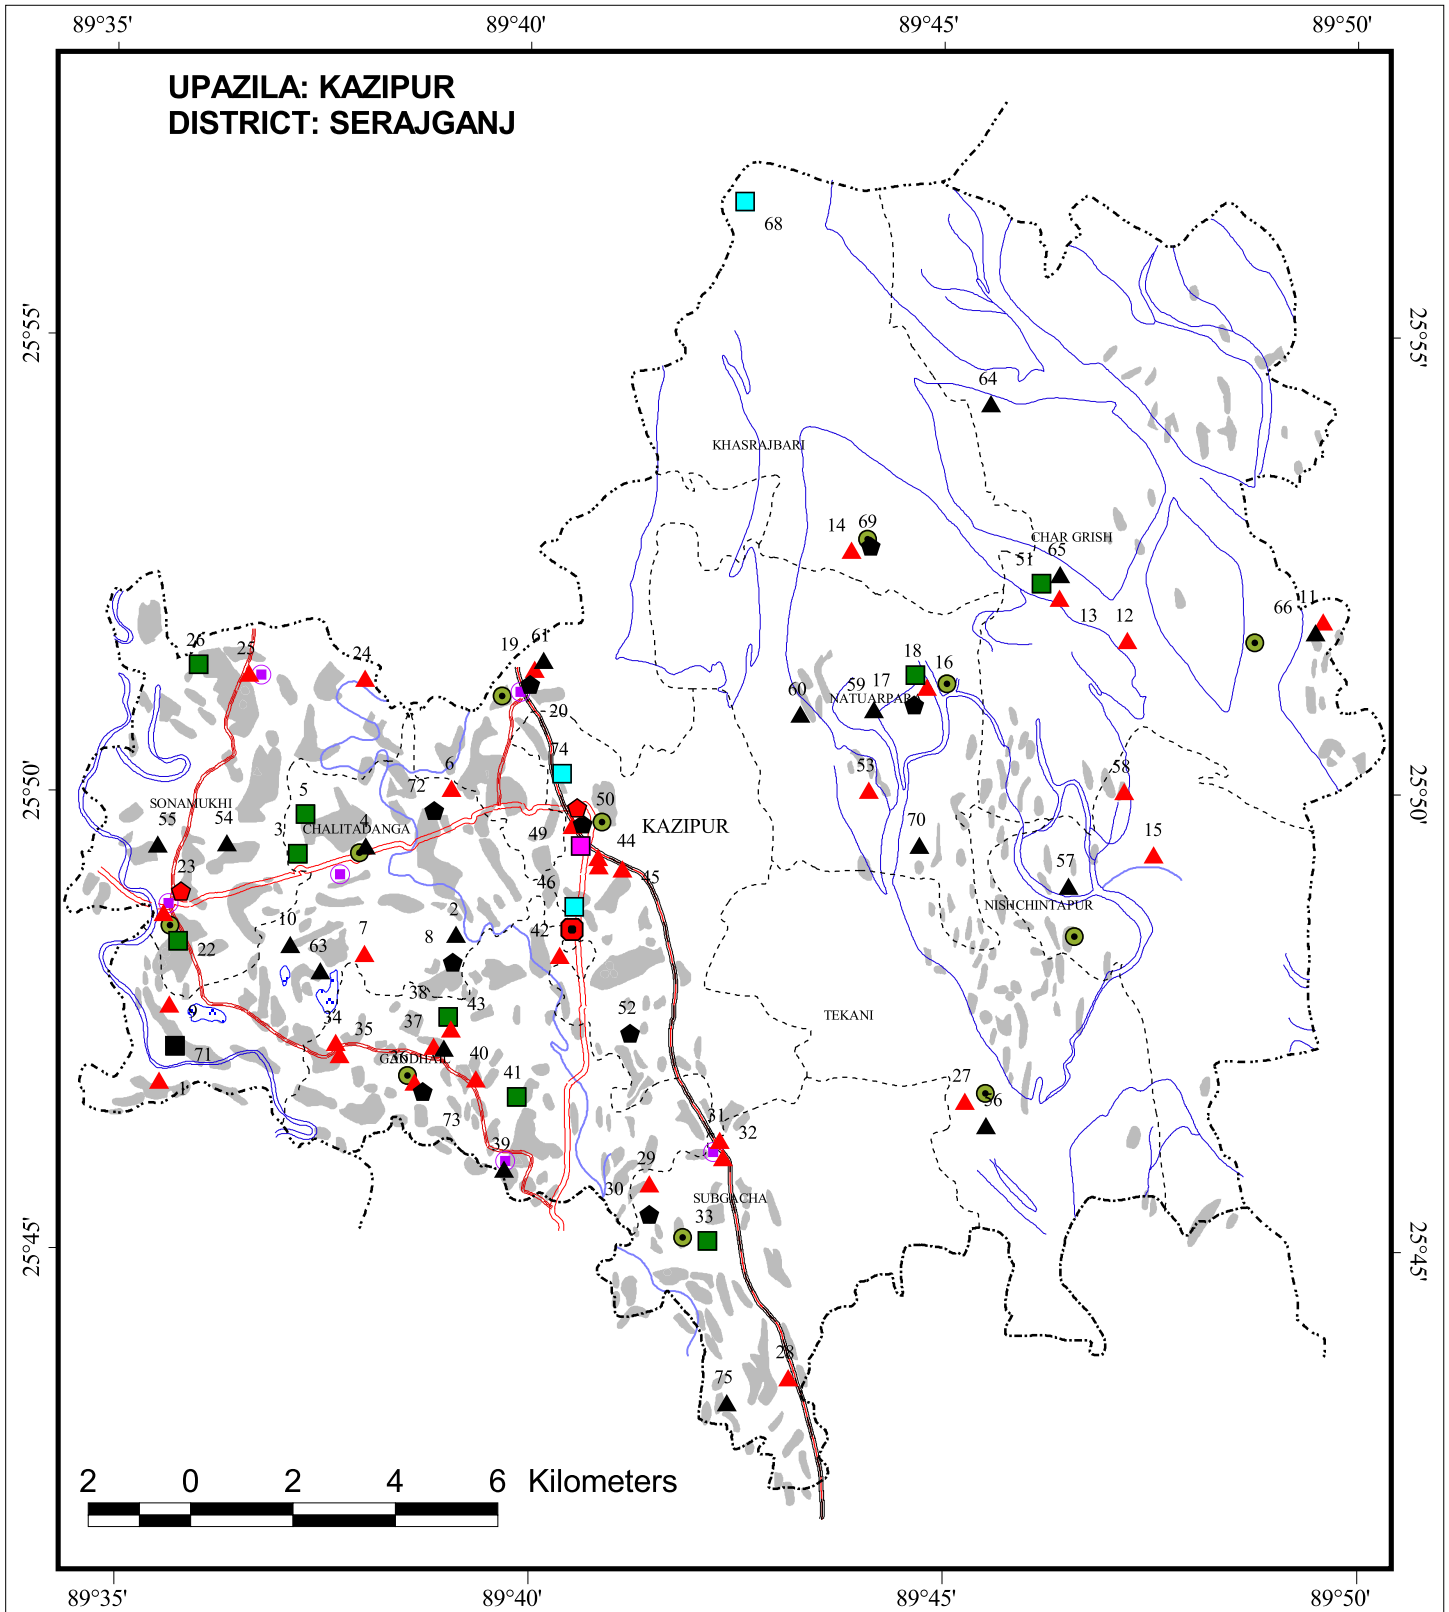 89°35' 89°40' 89°45' 89°50'
UPAZILA: KAZIPUR
DISTRICT: SERAJGANJ
68
25°55' 25°55'
64
KHASRAJBARI
14 69
CHAR GRISH
65
51
13 12 66 11
26 25 24 19 61
18 16
60 59 17
NATUARPARA
20
74
53 58
25°50' 25°50'
6
72
5 50
SONAMUKHI
55 54 3 CHALITADANGA 4 49 KAZIPUR
44
70 15
23 46 45 57
NISHCHINTAPUR
10 2
22 63 7 8 42
38 43
9 34 35 37 52 TEKANI
71 36 GANDHAIL 40 41
1 27 56
73 31 32
39 29
30 SUBGACHA
33
25°45' 25°45'
28
75
2 0 2 4 6 Kilometers
89°35' 89°40' 89°45' 89°50'